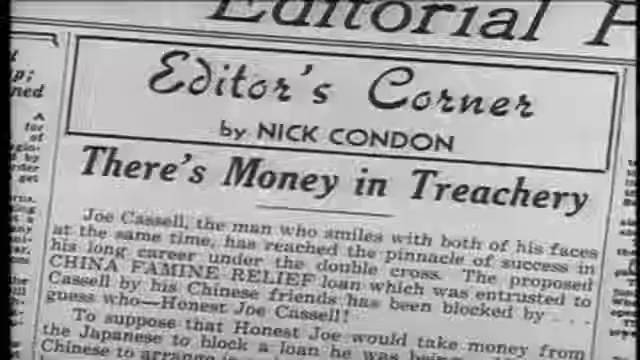 Editorial P
Editor's Corner
by NICK CONDON
There's Money in Treachery
Joe Cassell, the man who smiles with both of his faces
at the same time, has reached the pinnacle of success in
his long career under the double cross. The proposed
CHINA FAMINE RELIEF loan which was entrusted to
Cassell by his Chinese friends has been blocked by . . .
guess who—Honest Joe Cassell!
To suppose that Honest Joe would take money from
the Japanese to block a loan he was
Chinese to arrange